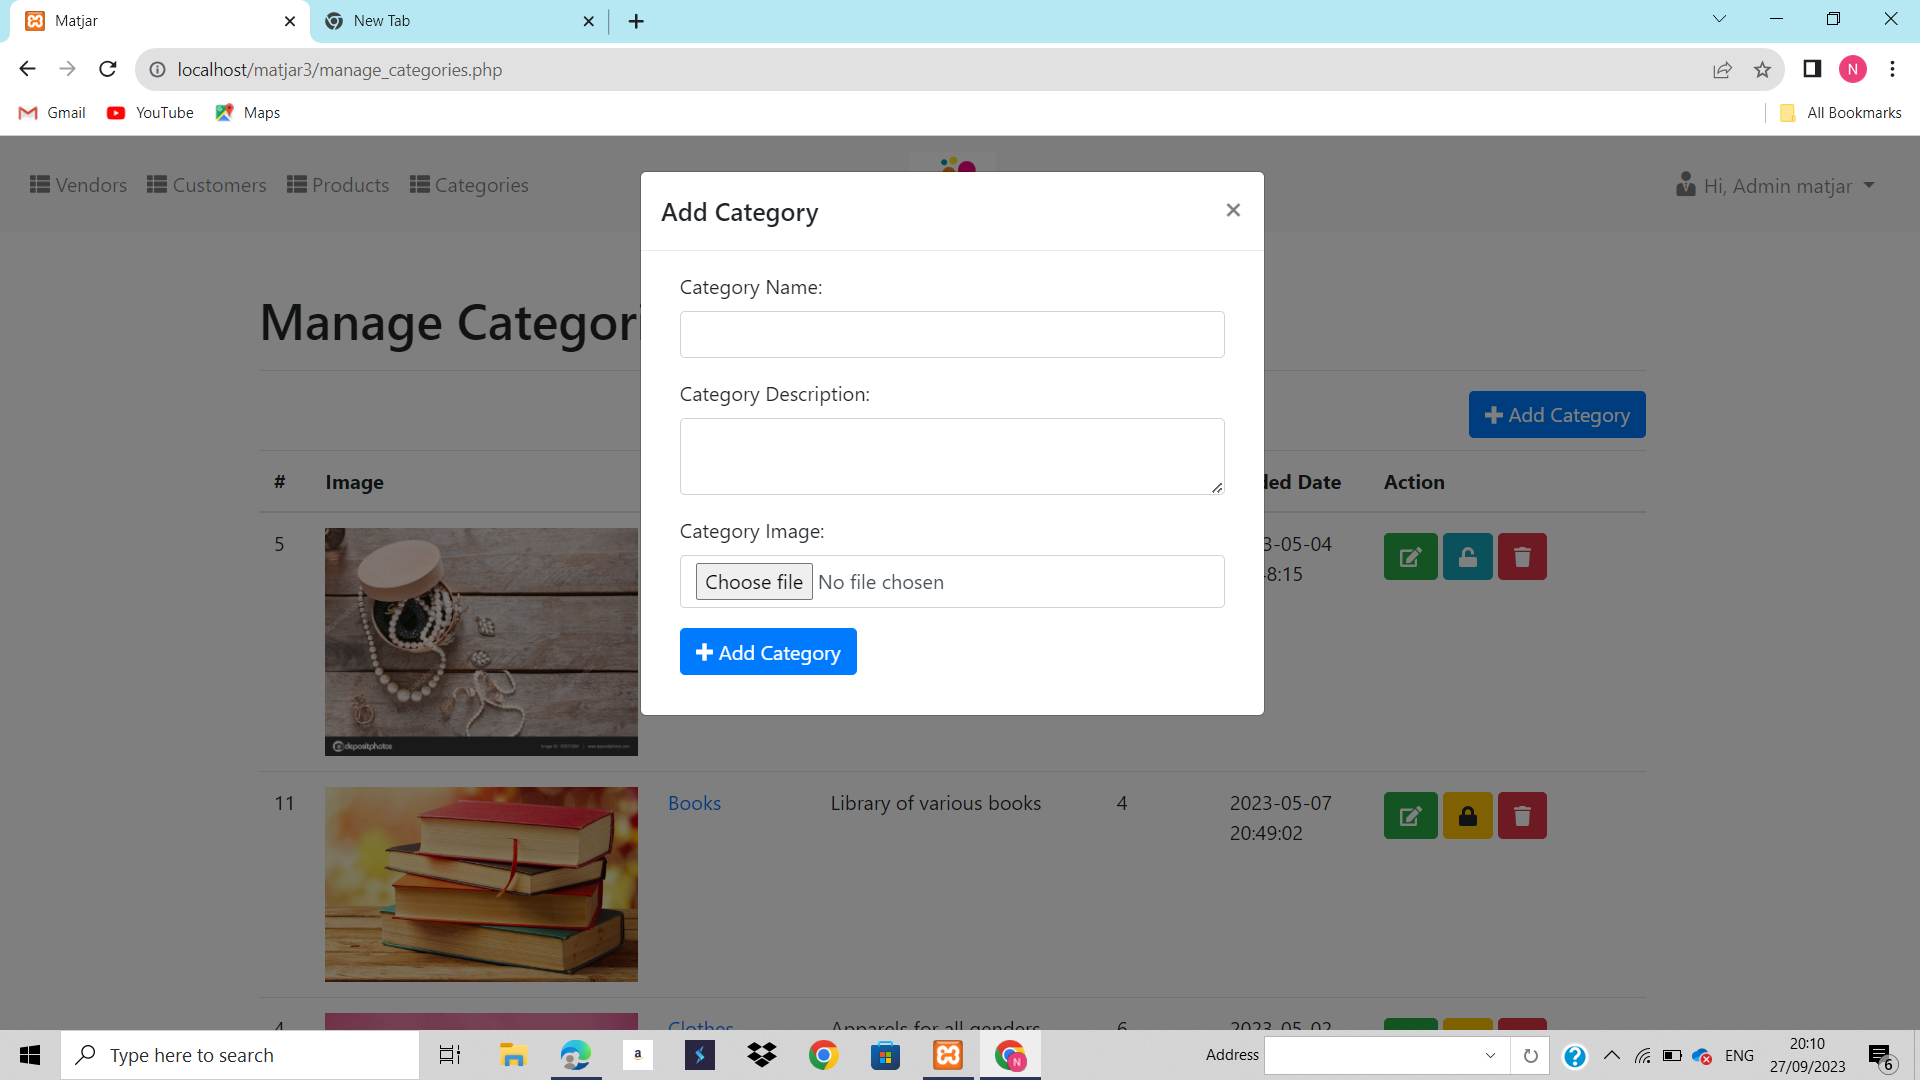 Matjar
New Tab
localhost/matjar3/manage_categories.php
N
Gmail
YouTube
Maps
All Bookmarks
Vendors
Customers
Products
Categories
Hi, Admin matjar
Add Category
×
Category Name:
Manage Categori
Category Description:
Add Category
# Image
ded Date
Action
Category Image:
5
3-05-04
8:15
Choose file No file chosen
Add Category
depositphotos
11
Books
Library of various books
4
2023-05-07
20:49:02
4
Clothes
Apparels for all genders
6
2023-05-02
Type here to search
a
N
Address
ENG
20:10
27/09/2023
6